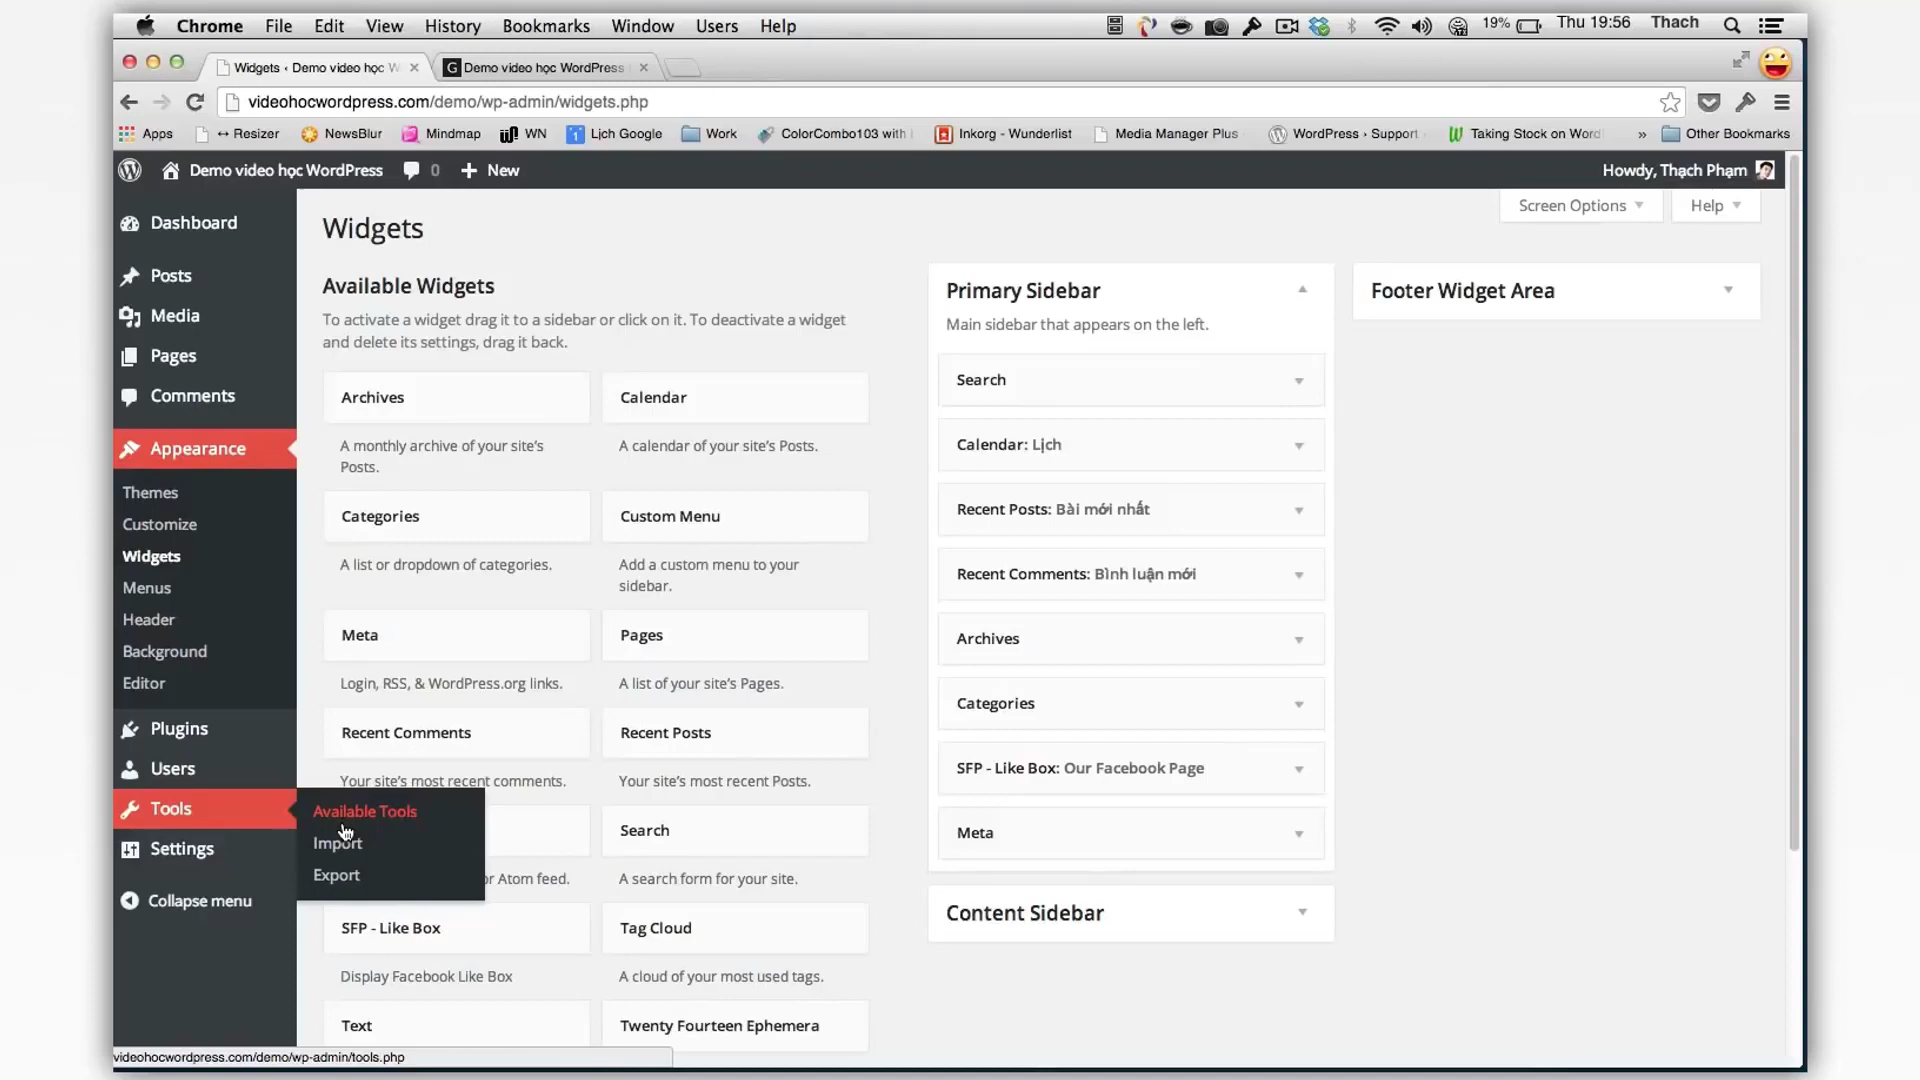 Chrome File Edit View History Bookmarks Window Users Help 19% Thu 19:56 Thach
Widgets ‹ Demo video học W
Demo video học WordPress
videohocwordpress.com/demo/wp-admin/widgets.php
Apps ↔ Resizer NewsBlur Mindmap WN Lịch Google Work ColorCombo103 with Inkorg - Wunderlist Media Manager Plus WordPress › Support Taking Stock on Word » Other Bookmarks
Demo video học WordPress 0 + New Howdy, Thạch Phạm
Dashboard
Posts
Media
Pages
Comments
Appearance
Themes
Customize
Widgets
Menus
Header
Background
Editor
Plugins
Users
Tools
Settings
Collapse menu
Available Tools
Import
Export
Screen Options
Help
Widgets
Available Widgets
To activate a widget drag it to a sidebar or click on it. To deactivate a widget
and delete its settings, drag it back.
Archives
A monthly archive of your site's
Posts.
Calendar
A calendar of your site's Posts.
Categories
A list or dropdown of categories.
Custom Menu
Add a custom menu to your
sidebar.
Meta
Login, RSS, & WordPress.org links.
Pages
A list of your site's Pages.
Recent Comments
Your site's most recent comments.
Recent Posts
Your site's most recent Posts.
or Atom feed.
Search
A search form for your site.
SFP - Like Box
Display Facebook Like Box
Tag Cloud
A cloud of your most used tags.
Text
Twenty Fourteen Ephemera
Primary Sidebar
Main sidebar that appears on the left.
Search
Calendar: Lịch
Recent Posts: Bài mới nhất
Recent Comments: Bình luận mới
Archives
Categories
SFP - Like Box: Our Facebook Page
Meta
Content Sidebar
Footer Widget Area
videohocwordpress.com/demo/wp-admin/tools.php